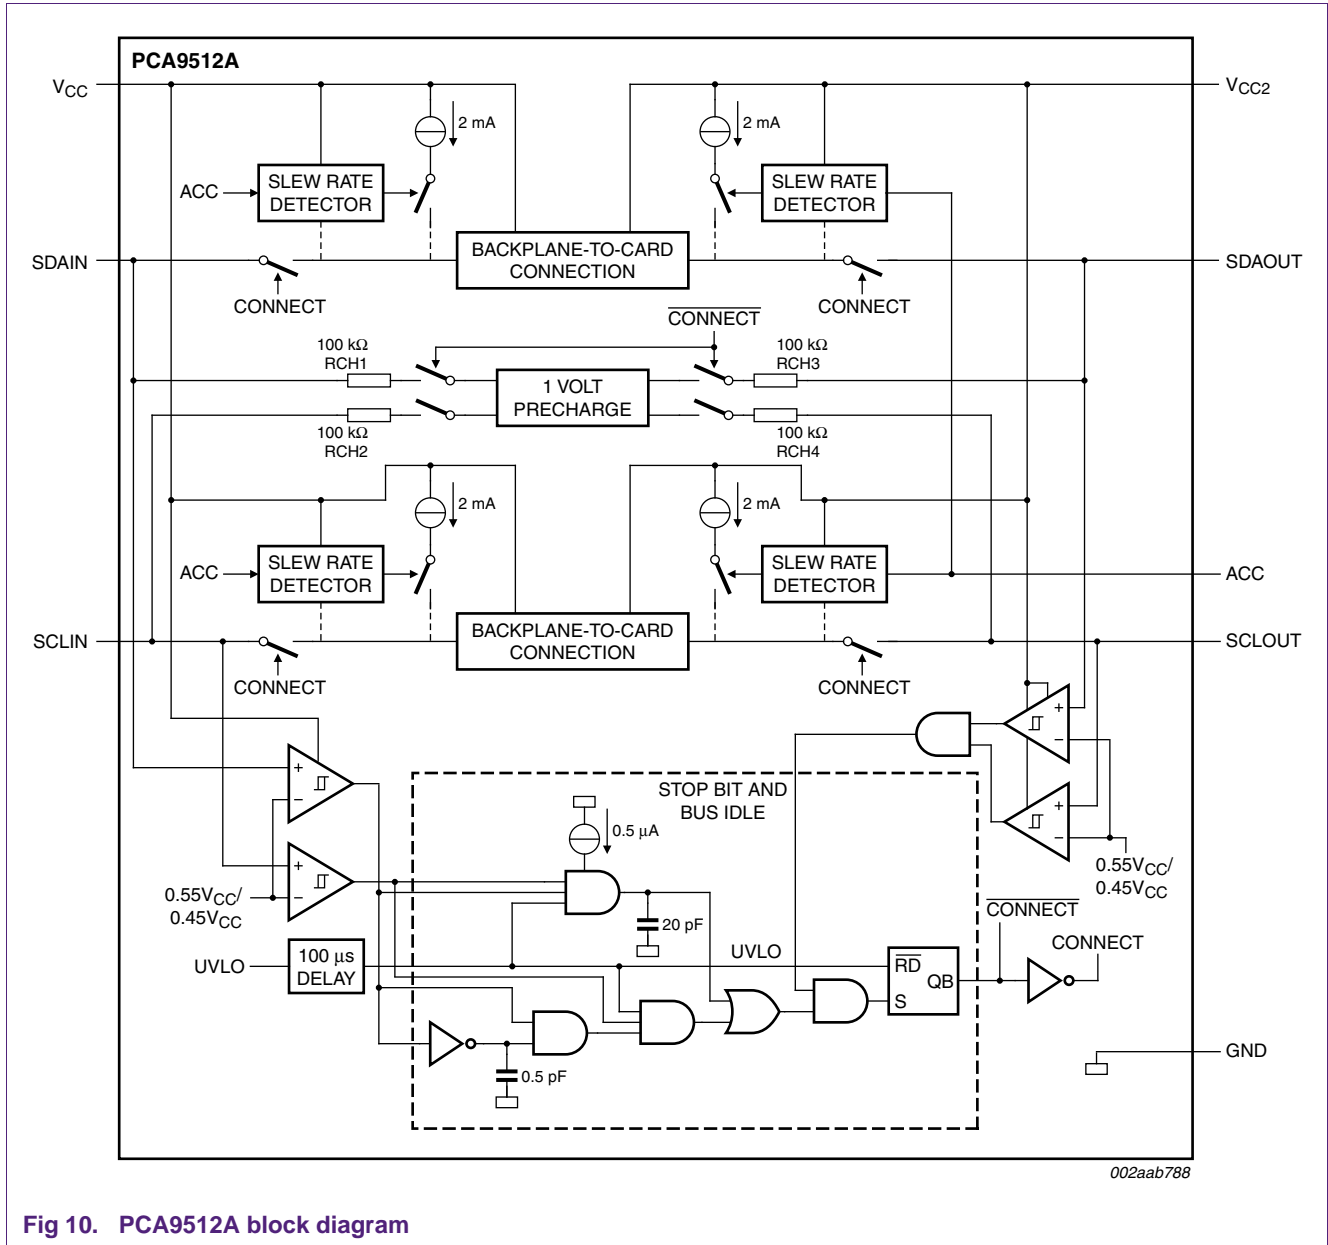 PCA9512A
VCC
VCC2
2 mA
2 mA
ACC
SLEW RATE
DETECTOR
SLEW RATE
DETECTOR
SDAIN
BACKPLANE-TO-CARD
CONNECTION
SDAOUT
CONNECT
CONNECT
CONNECT
100 kΩ
RCH1
100 kΩ
RCH3
1 VOLT
PRECHARGE
100 kΩ
RCH2
100 kΩ
RCH4
2 mA
2 mA
ACC
SLEW RATE
DETECTOR
SLEW RATE
DETECTOR
ACC
SCLIN
BACKPLANE-TO-CARD
CONNECTION
SCLOUT
CONNECT
CONNECT
+
−
+
−
+
−
+
−
STOP BIT AND
BUS IDLE
0.5 μA
0.55VCC/
0.45VCC
0.55VCC/
0.45VCC
20 pF
CONNECT
CONNECT
UVLO
100 μs
DELAY
UVLO
RD
QB
S
0.5 pF
GND
002aab788
Fig 10. PCA9512A block diagram